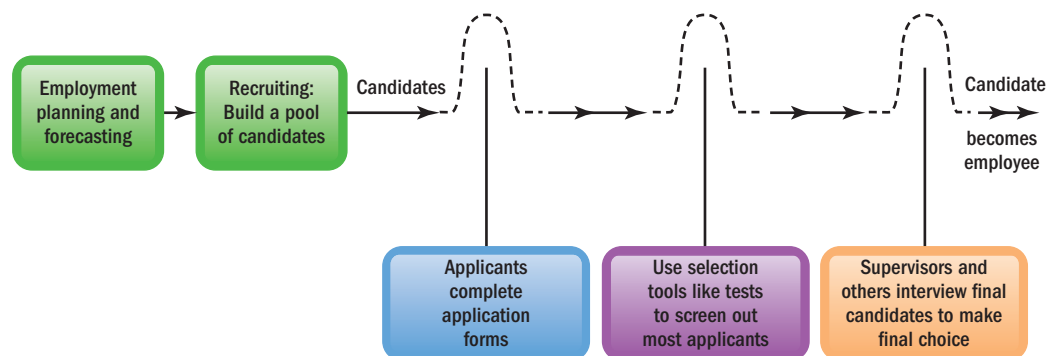 Employment
planning and
forecasting
Recruiting:
Build a pool
of candidates
Candidates
Candidate
becomes
employee
Applicants
complete
application
forms
Use selection
tools like tests
to screen out
most applicants
Supervisors and
others interview final
candidates to make
final choice